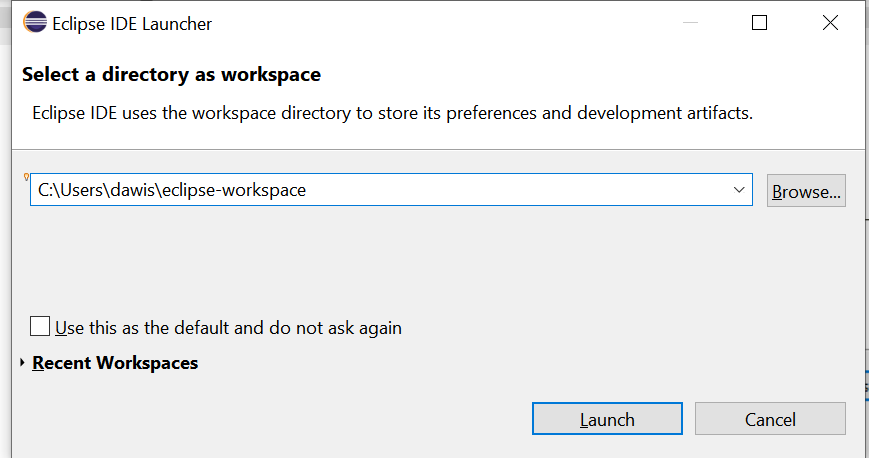 Eclipse IDE Launcher
Select a directory as workspace
Eclipse IDE uses the workspace directory to store its preferences and development artifacts.
C:\Users\dawis\eclipse-workspace
Browse...
Use this as the default and do not ask again
Recent Workspaces
Launch
Cancel